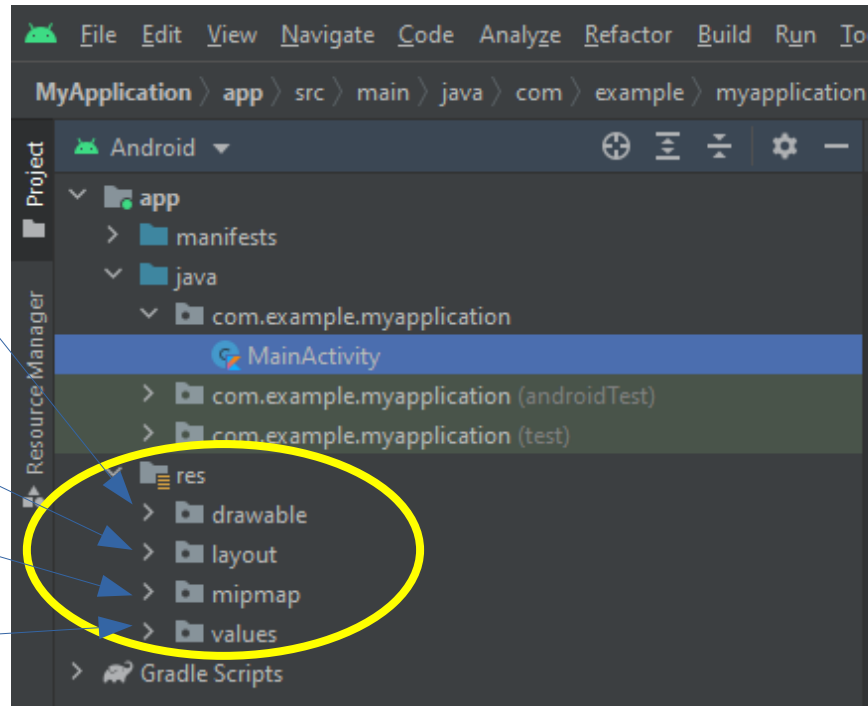 File Edit View Navigate Code Analyze Refactor Build Run To
MyApplication app src main java com example myapplication
Project
Resource Manager
Android
app
manifests
java
com.example.myapplication
MainActivity
com.example.myapplication (androidTest)
com.example.myapplication (test)
res
drawable
layout
mipmap
values
Gradle Scripts